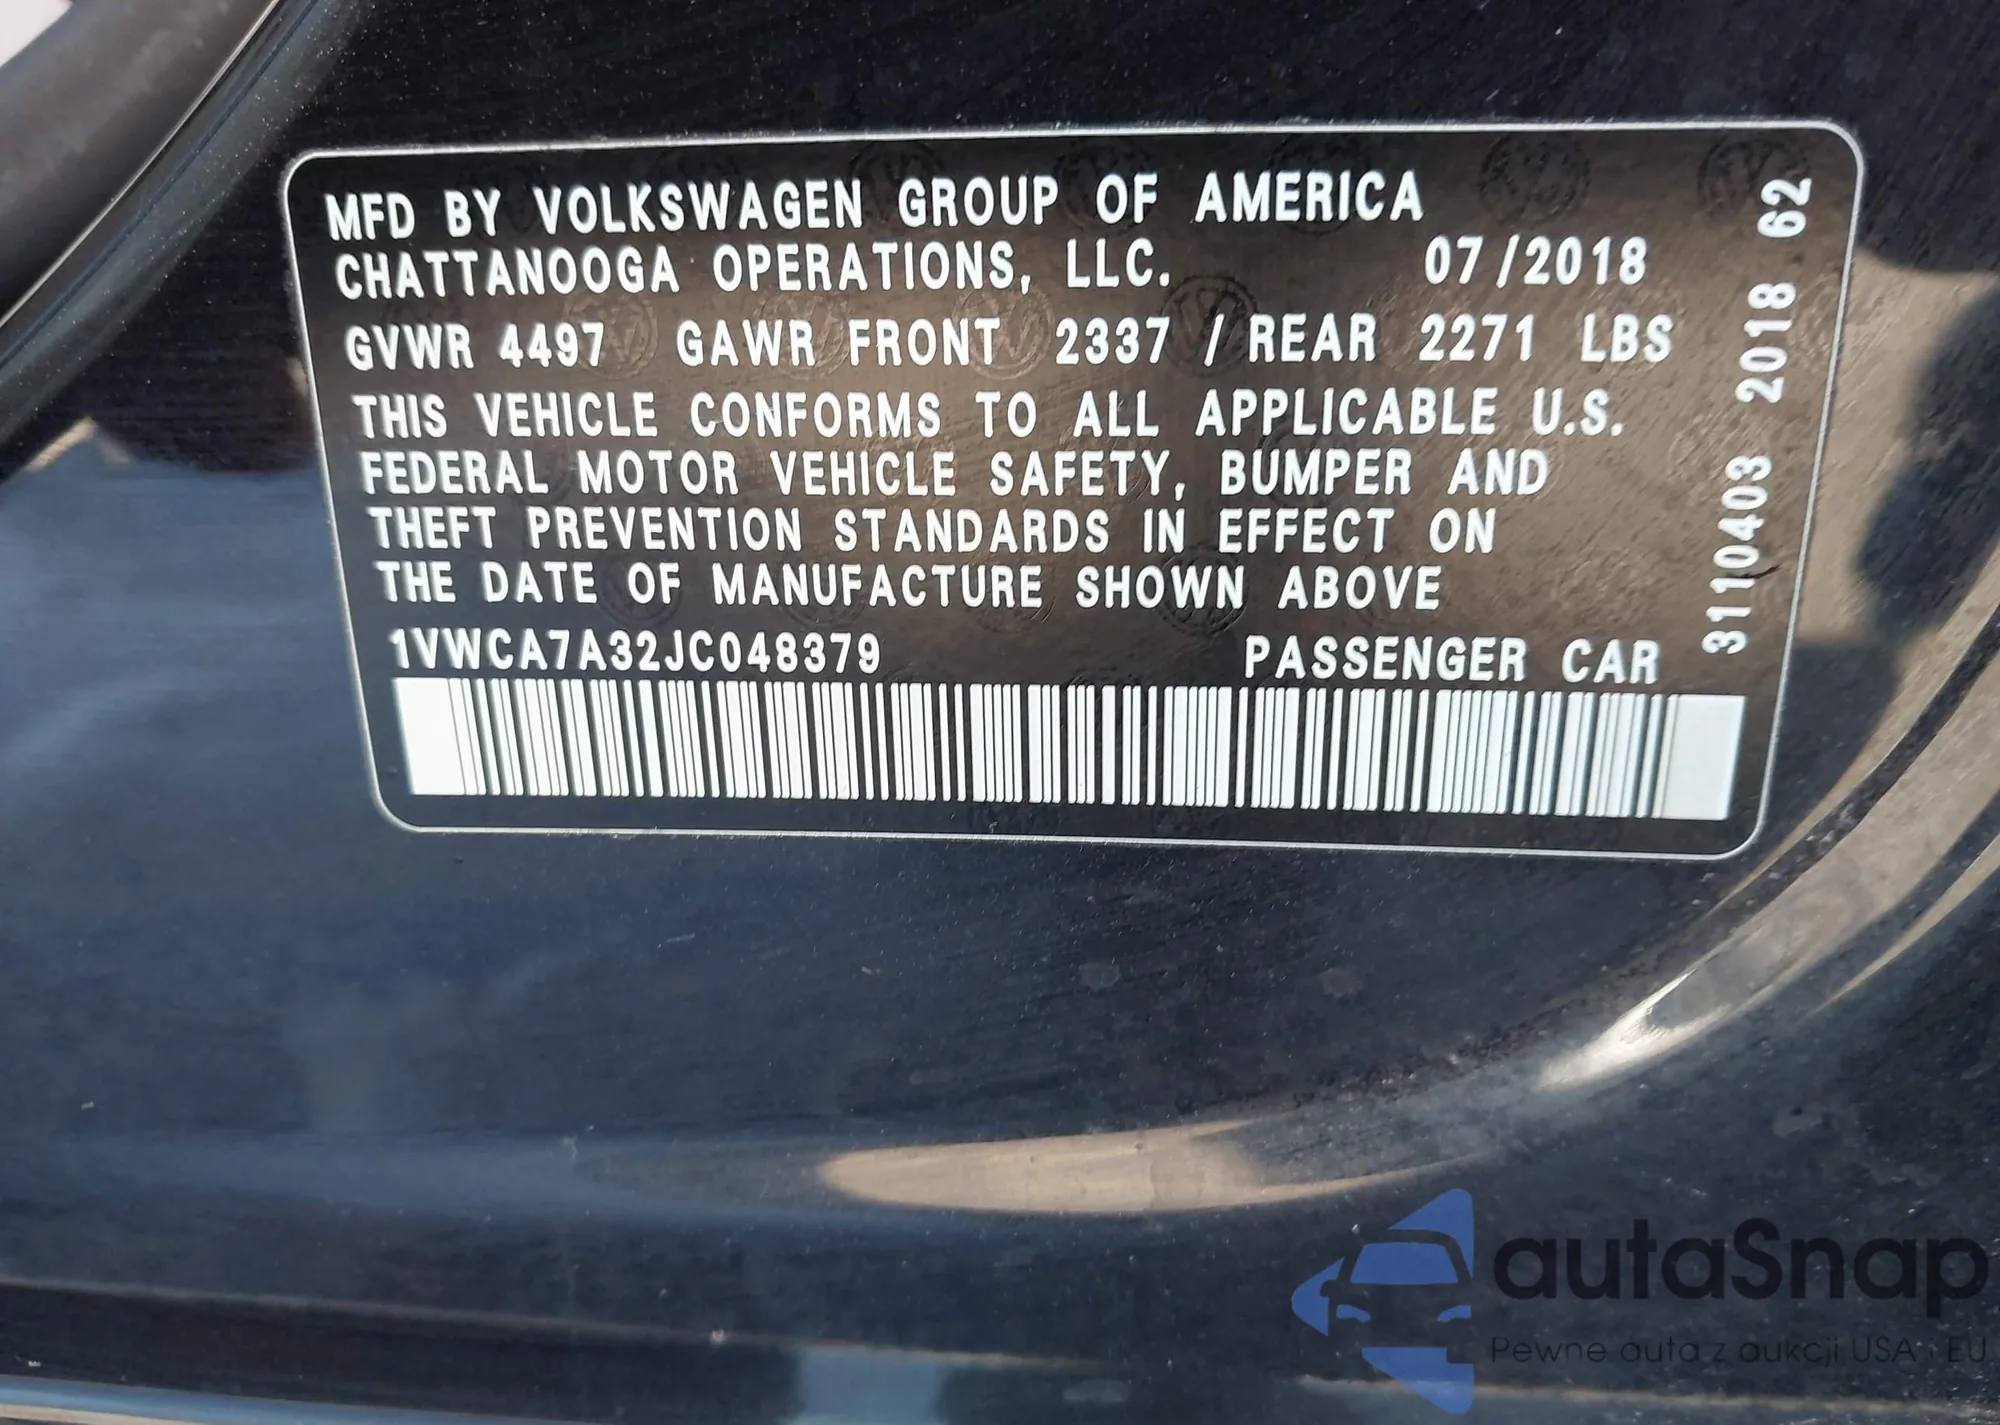 MFD BY VOLKSWAGEN GROUP OF AMERICA
CHATTANOOGA OPERATIONS, LLC. 07/2018
GVWR 4497 GAWR FRONT 2337 / REAR 2271 LBS
THIS VEHICLE CONFORMS TO ALL APPLICABLE U.S.
FEDERAL MOTOR VEHICLE SAFETY, BUMPER AND
THEFT PREVENTION STANDARDS IN EFFECT ON
THE DATE OF MANUFACTURE SHOWN ABOVE
1VWCA7A32JC048379 PASSENGER CAR
3110403 2018 62
autaSnap
Pewne auta z aukcji USA i EU